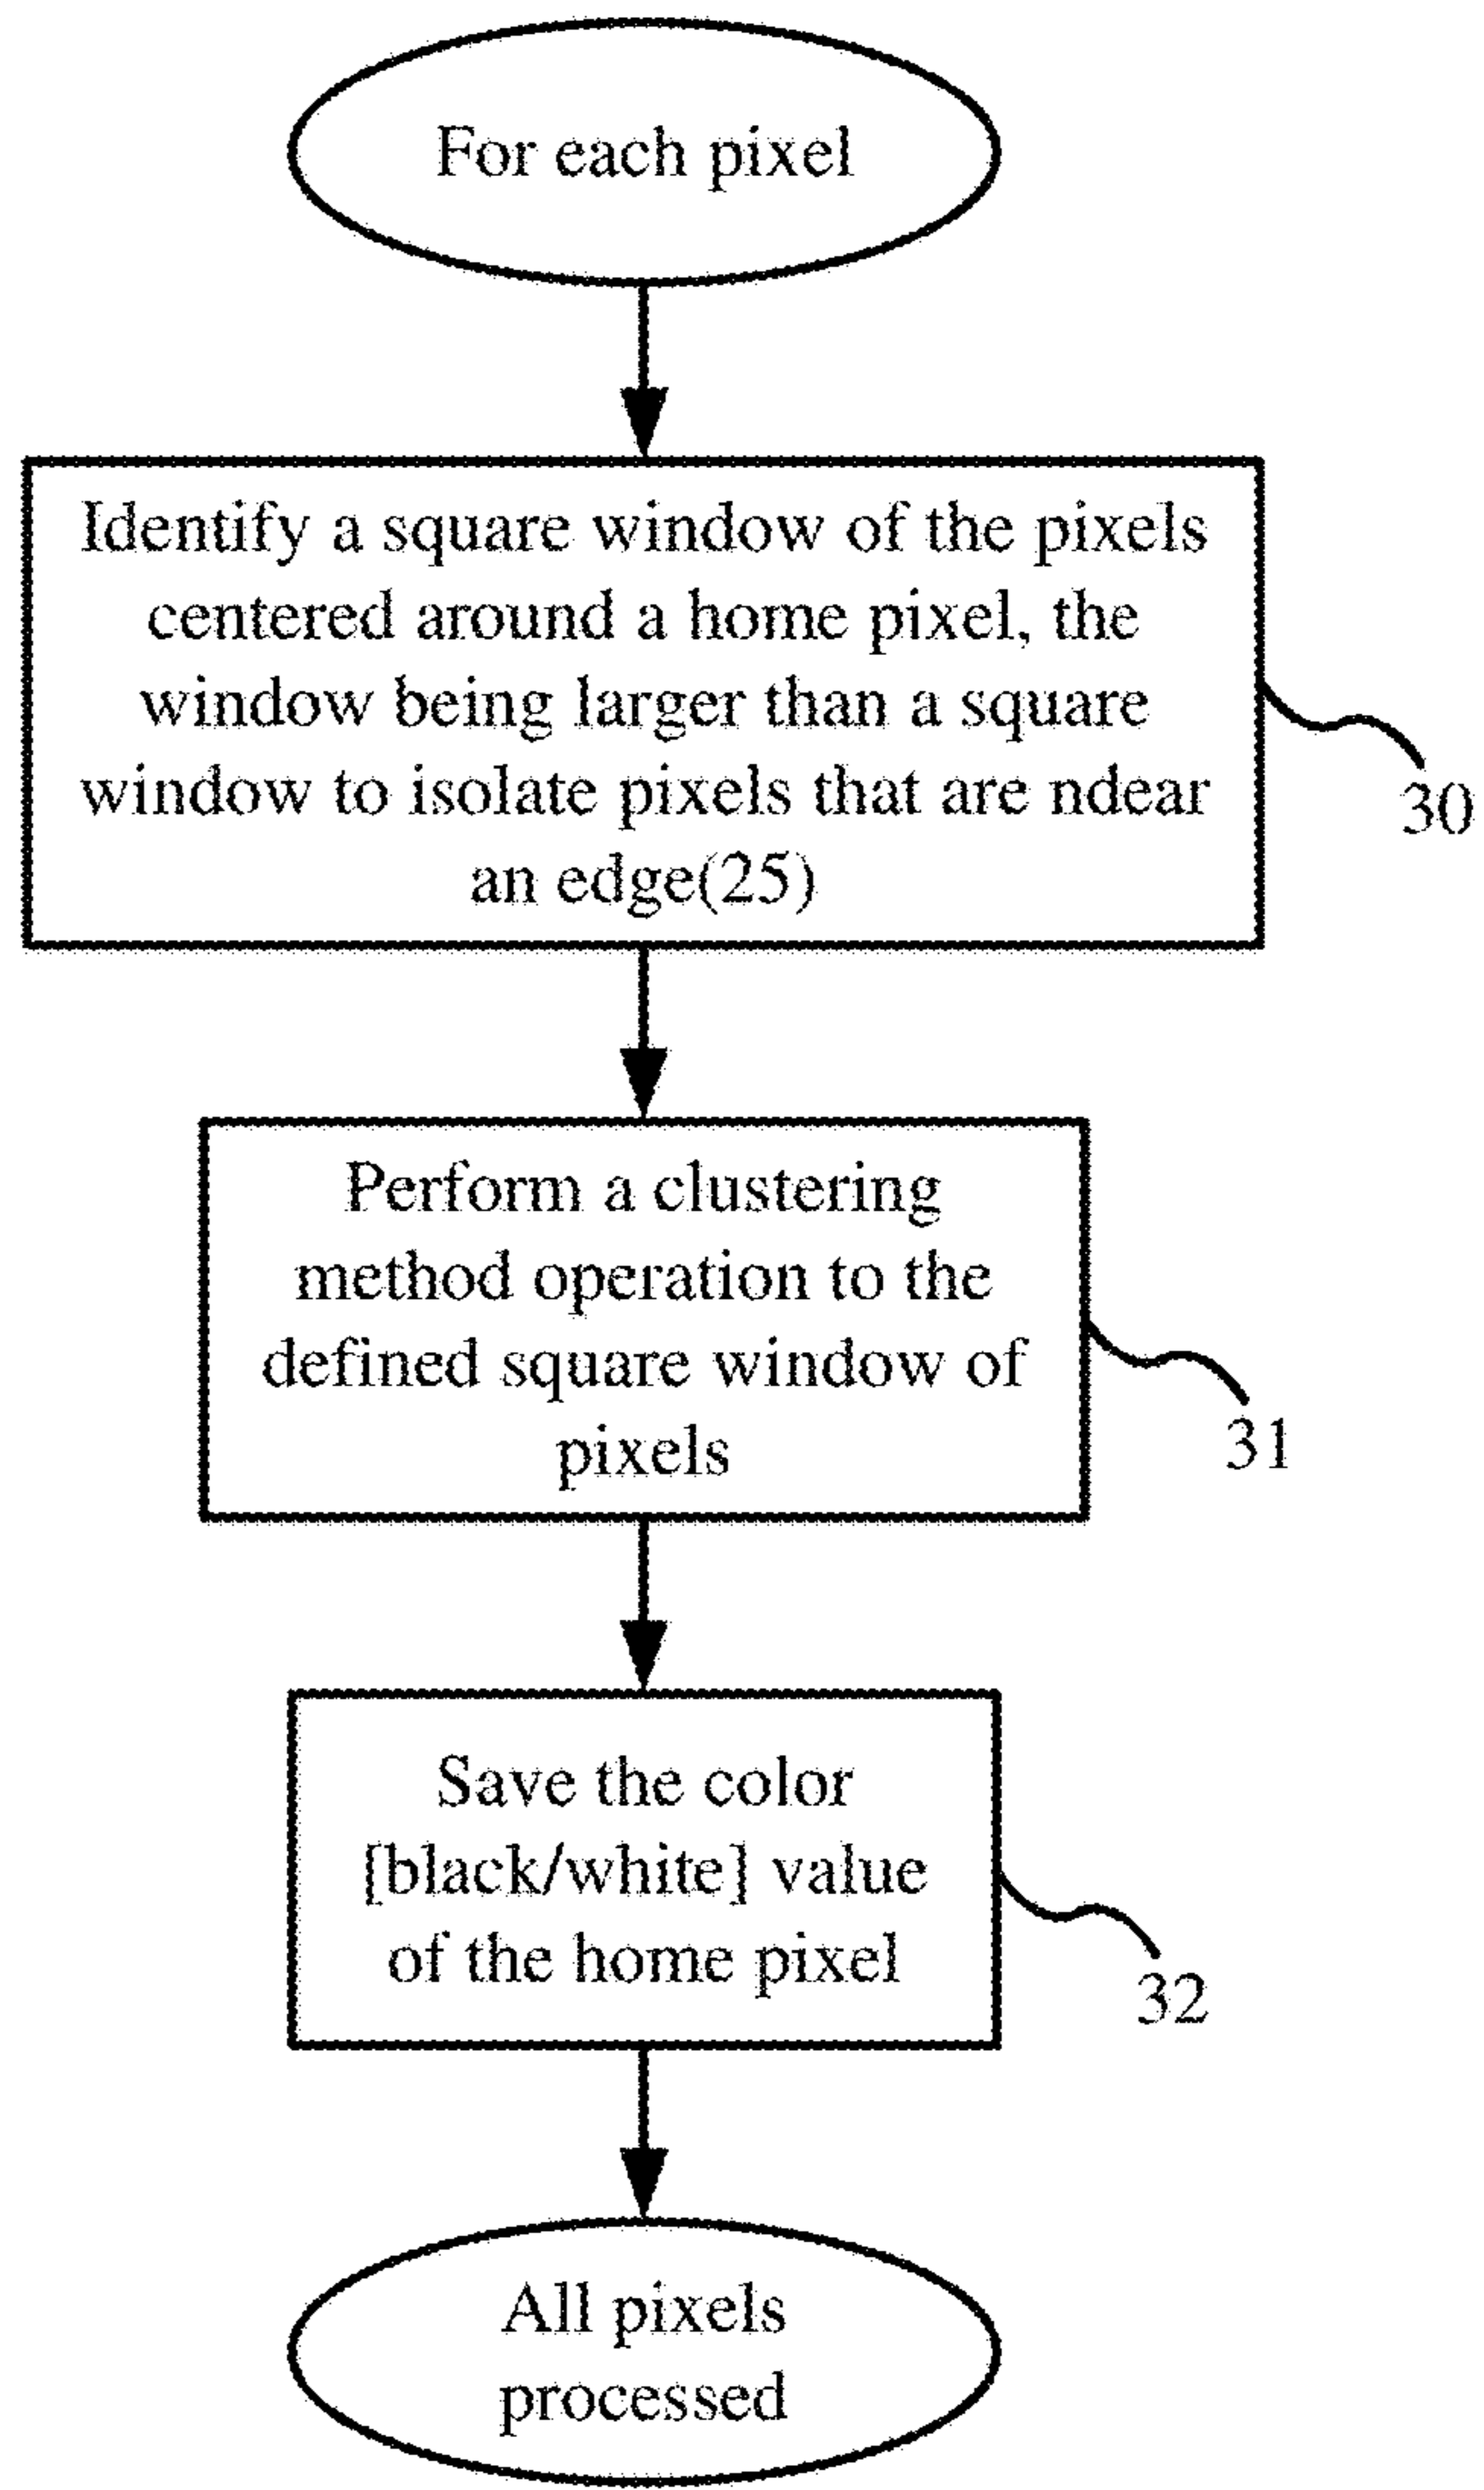 For each pixel
Identify a square window of the pixels
centered around a home pixel, the
window being larger than a square
window to isolate pixels that are ndear
an edge(25)
30
Perform a clustering
method operation to the
defined square window of
pixels
31
Save the color
[black/white] value
of the home pixel
32
All pixels
processed